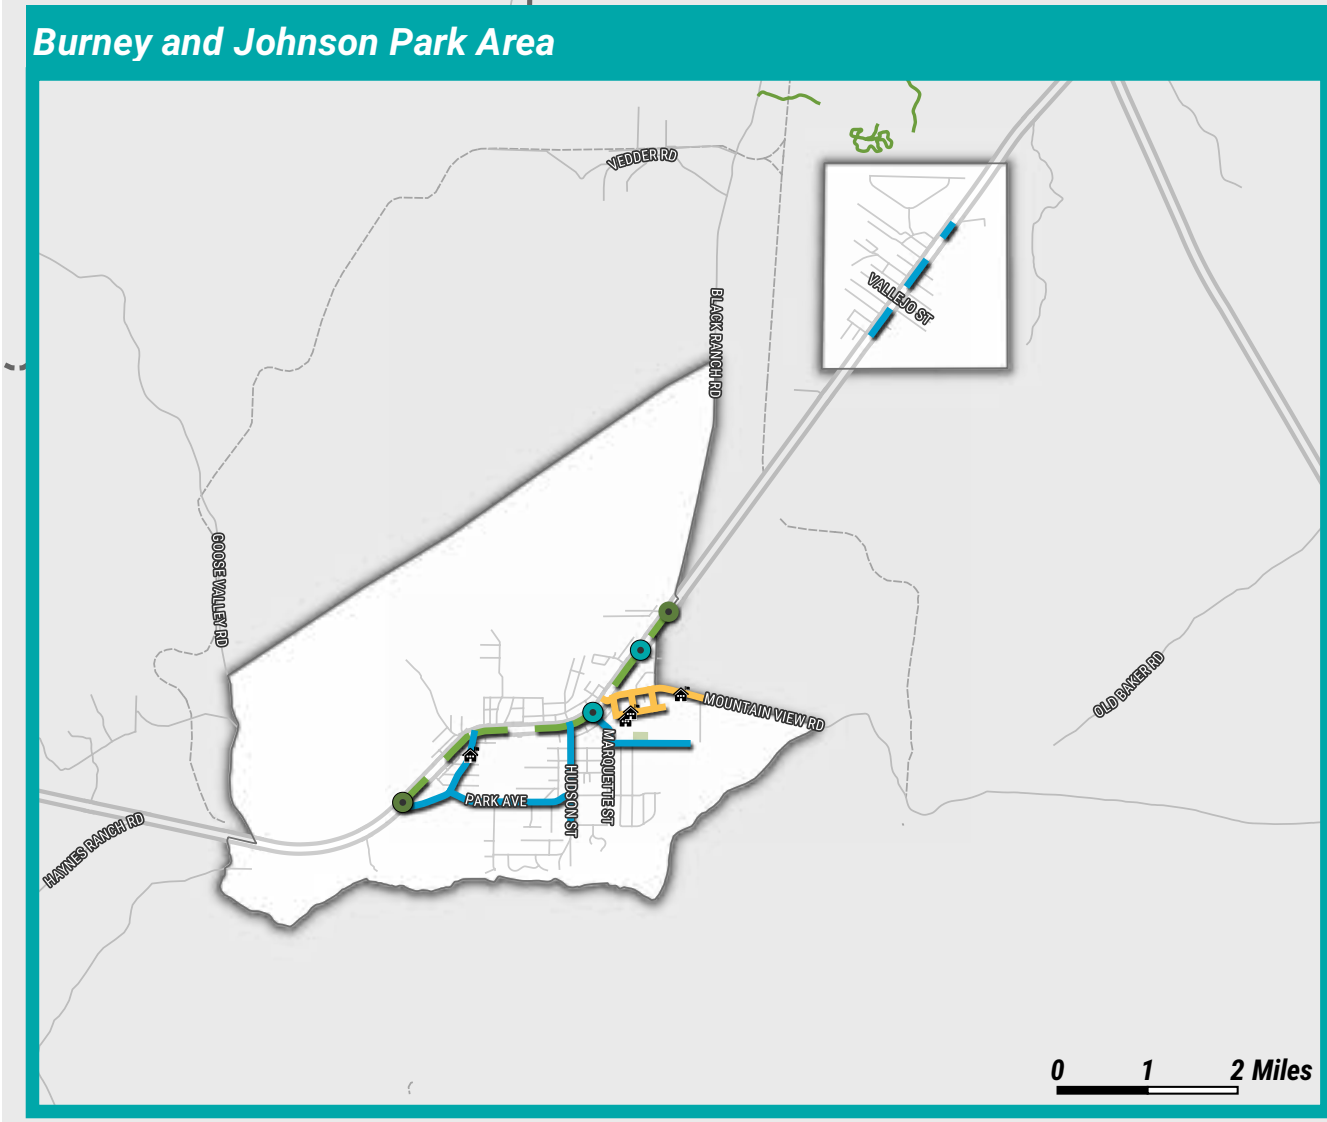 Burney and Johnson Park Area
VEDDER RD
BLACK RANCH RD
VALLEJO ST
GOOSE VALLEY RD
OLD BAKER RD
MOUNTAIN VIEW RD
MARQUETTE ST
HUDSON ST
PARK AVE
HAYNES RANCH RD
0 1 2 Miles